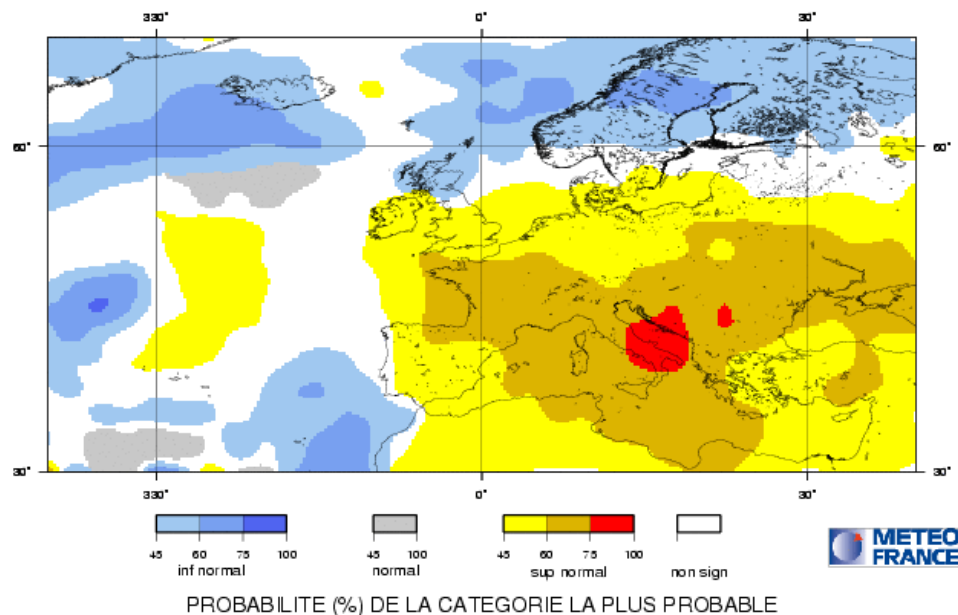 330° 0° 30°
60° 60°
30° 30°
330° 0° 30°
45 60 75 100 45 100 45 60 75 100
inf normal normal sup normal non sign
METEO
FRANCE
PROBABILITE (%) DE LA CATEGORIE LA PLUS PROBABLE